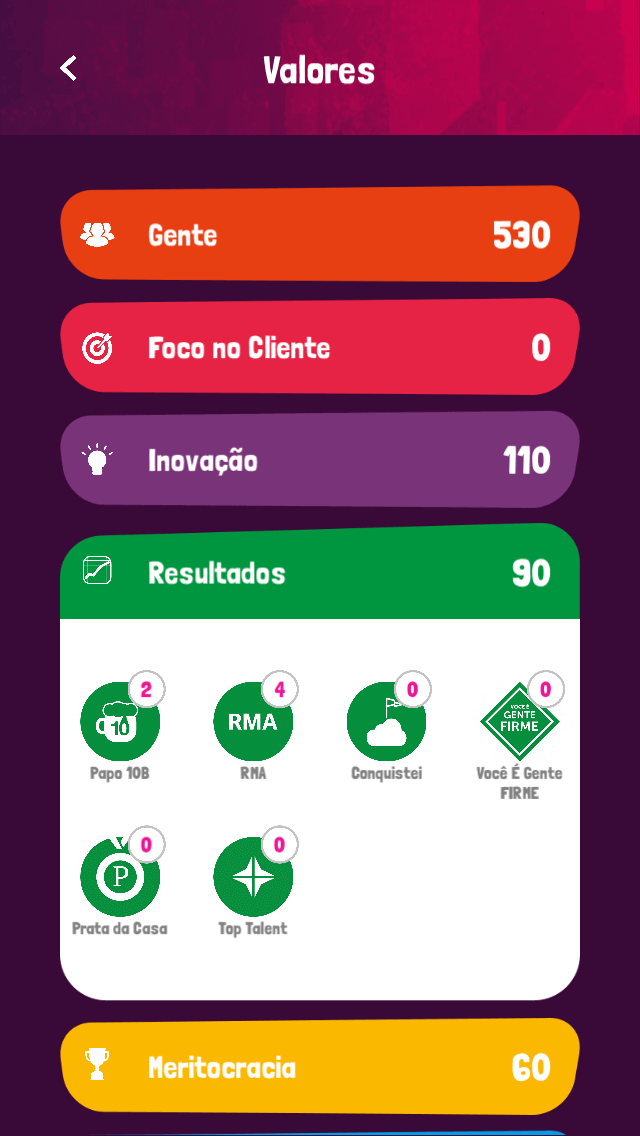 Valores
Gente 530
Foco no Cliente 0
Inovação 110
Resultados 90
2 4 0 0
10 RMA VOCÊ É
GENTE
FIRME
Papo 10B RMA Conquistei Você É Gente
FIRME
0 0
P
Prata da Casa Top Talent
Meritocracia 60